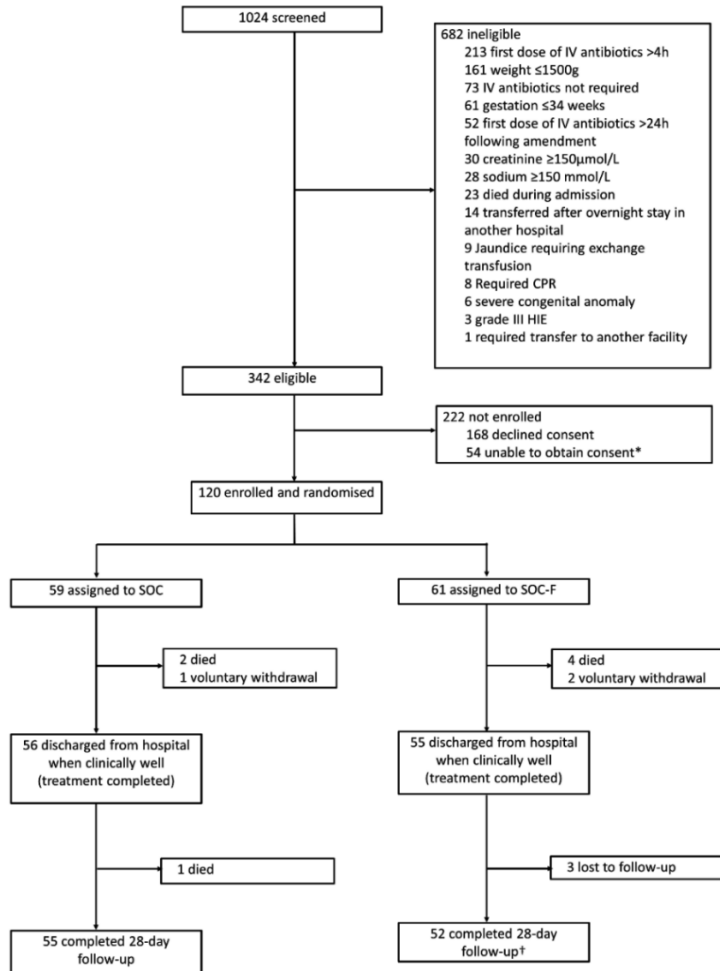 1024 screened
682 ineligible
213 first dose of IV antibiotics >4h
161 weight ≤1500g
73 IV antibiotics not required
61 gestation ≤34 weeks
52 first dose of IV antibiotics >24h
following amendment
30 creatinine ≥150µmol/L
28 sodium ≥150 mmol/L
23 died during admission
14 transferred after overnight stay in
another hospital
9 Jaundice requiring exchange
transfusion
8 Required CPR
6 severe congenital anomaly
3 grade III HIE
1 required transfer to another facility
342 eligible
222 not enrolled
168 declined consent
54 unable to obtain consent*
120 enrolled and randomised
59 assigned to SOC
61 assigned to SOC-F
2 died
1 voluntary withdrawal
4 died
2 voluntary withdrawal
56 discharged from hospital
when clinically well
(treatment completed)
55 discharged from hospital
when clinically well
(treatment completed)
1 died
3 lost to follow-up
55 completed 28-day
follow-up
52 completed 28-day
follow-up†